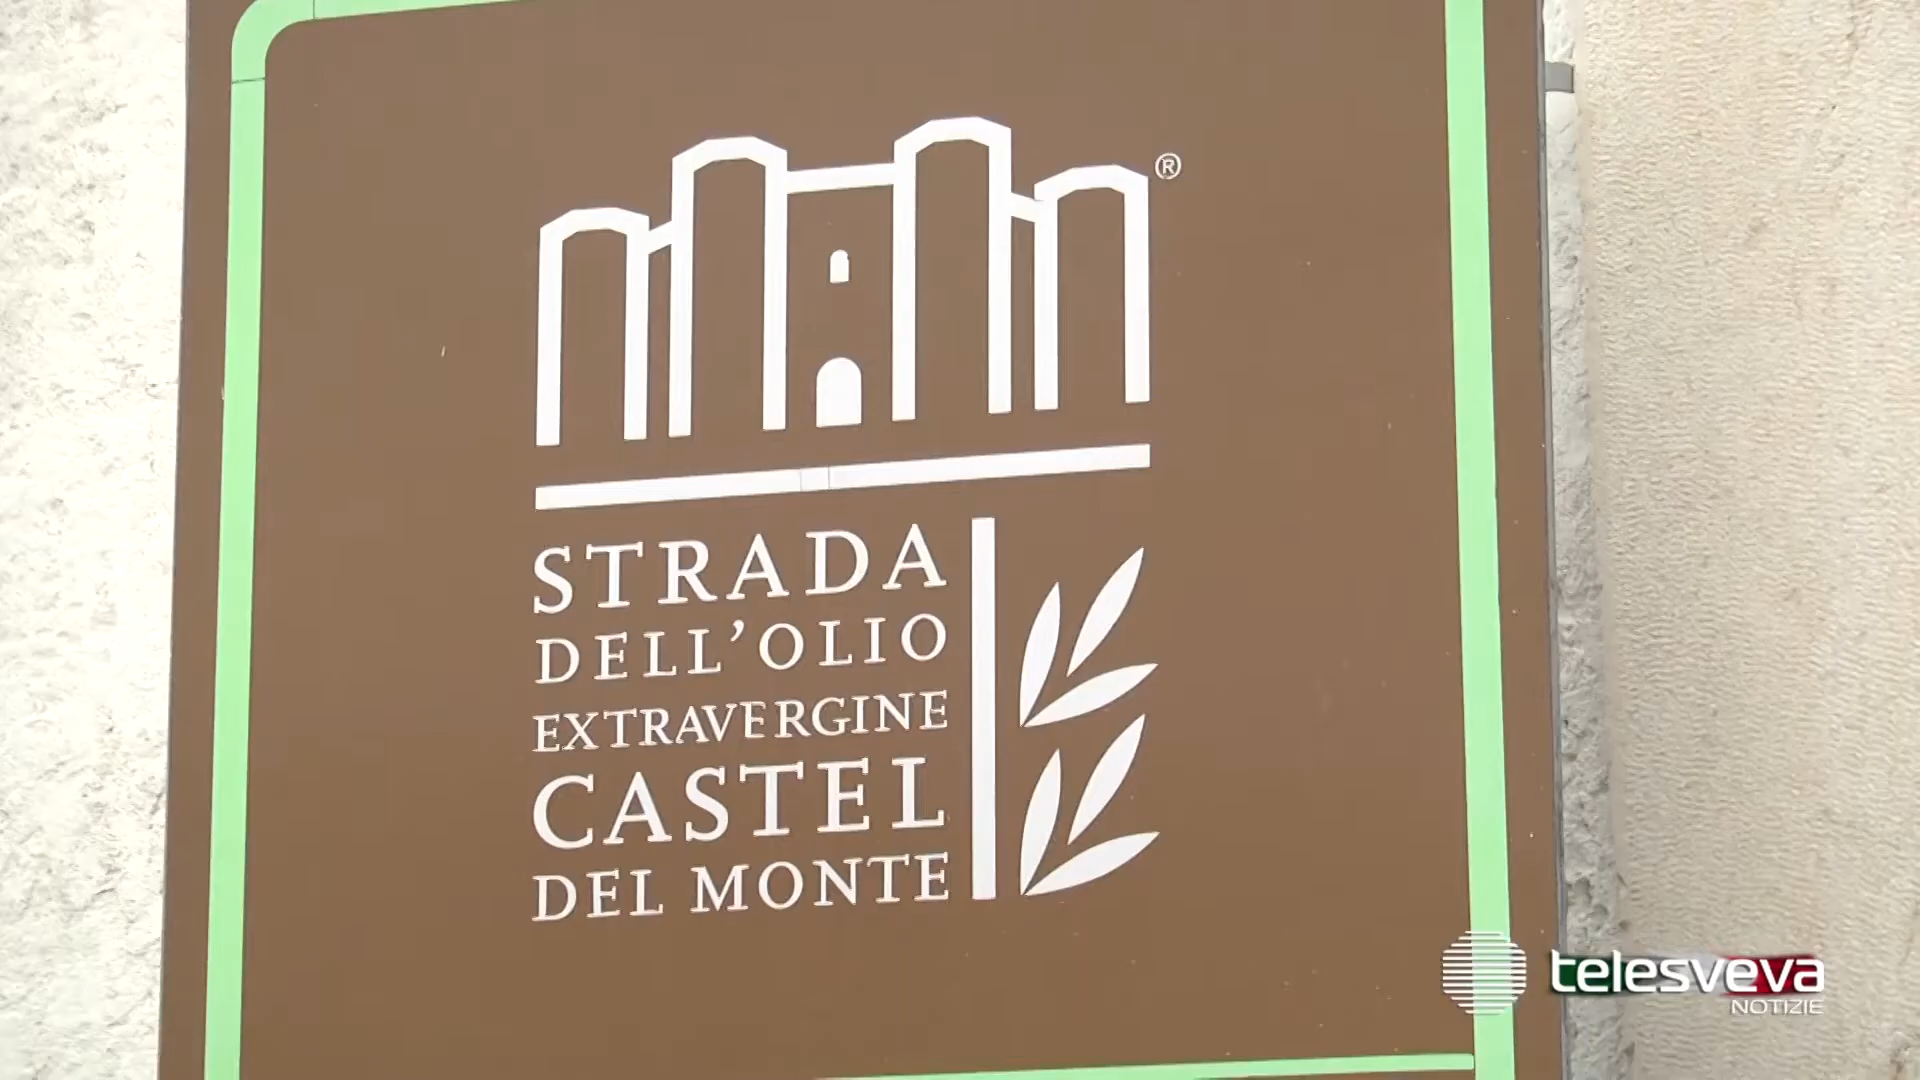 ®
STRADA
DELL'OLIO
EXTRAVERGINE
CASTEL
DEL MONTE
telesveva
NOTIZIE